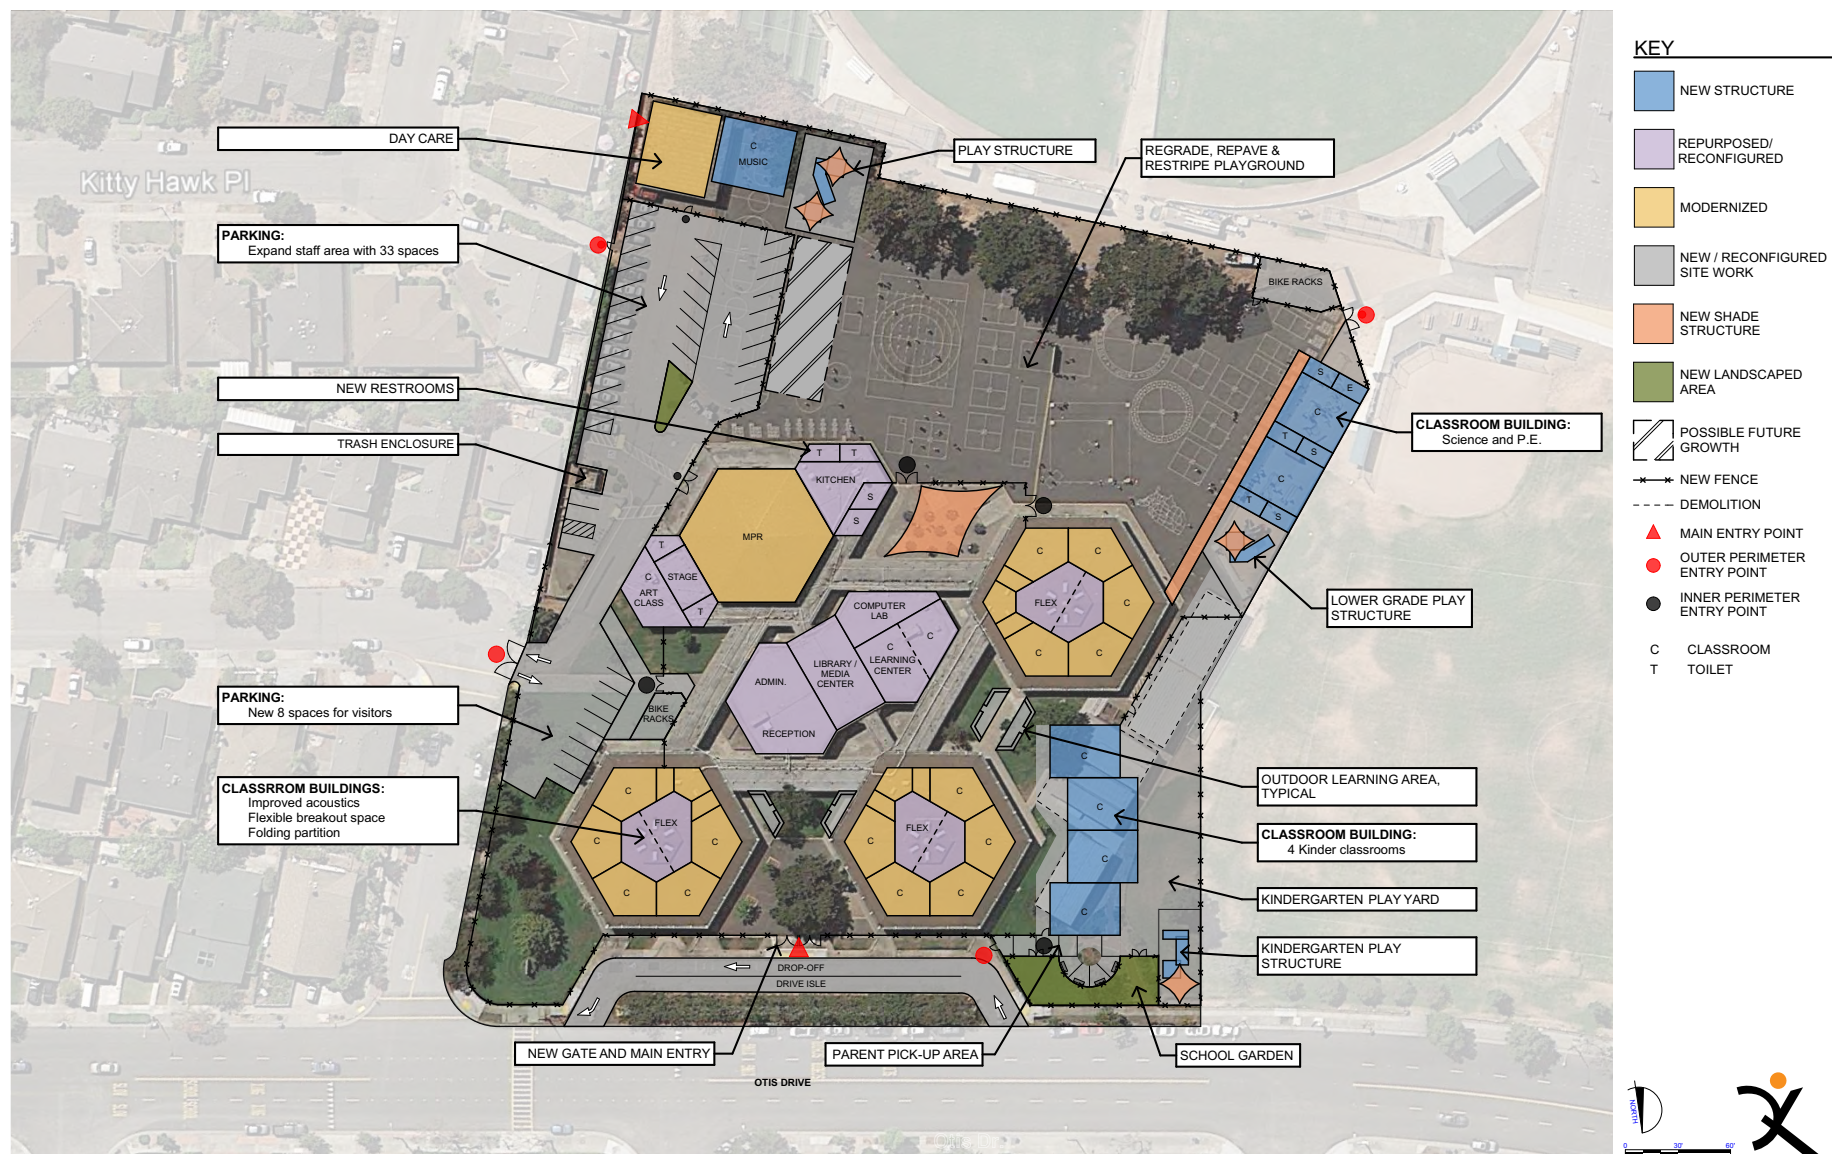 KEY
NEW STRUCTURE
REPURPOSED/
RECONFIGURED
MODERNIZED
NEW / RECONFIGURED
SITE WORK
NEW SHADE
STRUCTURE
NEW LANDSCAPED
AREA
POSSIBLE FUTURE
GROWTH
NEW FENCE
DEMOLITION
MAIN ENTRY POINT
OUTER PERIMETER
ENTRY POINT
INNER PERIMETER
ENTRY POINT
C CLASSROOM
T TOILET
DAY CARE
Kitty Hawk Pl
PARKING:
Expand staff area with 33 spaces
NEW RESTROOMS
TRASH ENCLOSURE
PARKING:
New 8 spaces for visitors
CLASSRROM BUILDINGS:
Improved acoustics
Flexible breakout space
Folding partition
C
MUSIC
PLAY STRUCTURE
REGRADE, REPAVE &
RESTRIPE PLAYGROUND
BIKE RACKS
S
E
C
T
S
C
T
S
CLASSROOM BUILDING:
Science and P.E.
LOWER GRADE PLAY
STRUCTURE
T
T
KITCHEN
S
S
MPR
T
STAGE
C
ART
CLASS
T
COMPUTER
LAB
C
C
LEARNING
CENTER
LIBRARY /
MEDIA
CENTER
ADMIN.
RECEPTION
BIKE
RACKS
C
C
FLEX
C
C
C
C
FLEX
C
C
C
C
C
FLEX
C
C
C
C
C
C
C
C
OUTDOOR LEARNING AREA,
TYPICAL
CLASSROOM BUILDING:
4 Kinder classrooms
KINDERGARTEN PLAY YARD
KINDERGARTEN PLAY
STRUCTURE
DROP-OFF
DRIVE ISLE
NEW GATE AND MAIN ENTRY
PARENT PICK-UP AREA
SCHOOL GARDEN
OTIS DRIVE
NORTH
0 30' 60'